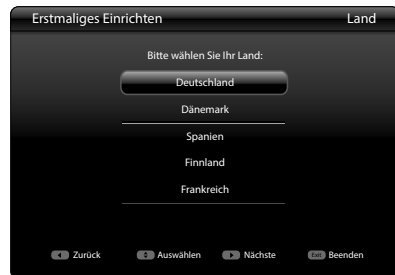 Erstmaliges Einrichten Land
Bitte wählen Sie Ihr Land:
Deutschland
Dänemark
Spanien
Finnland
Frankreich
Zurück Auswählen Nächste Exit Beenden